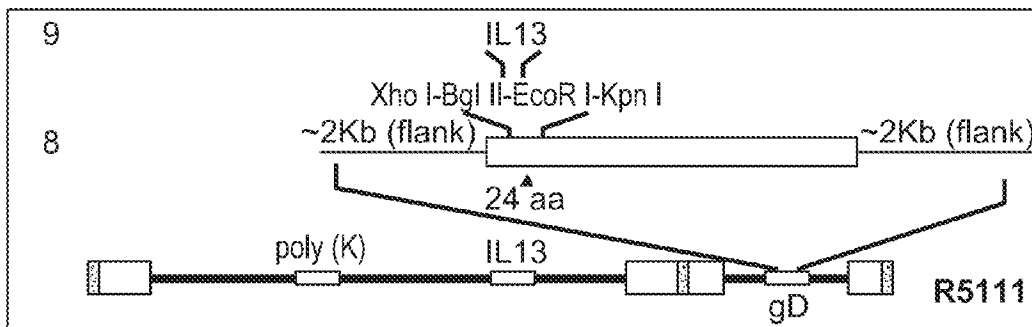 9
IL13
Xho I-Bgl II-EcoR I-Kpn I
8
~2Kb (flank)
~2Kb (flank)
24 aa
poly (K)
IL13
R5111
gD